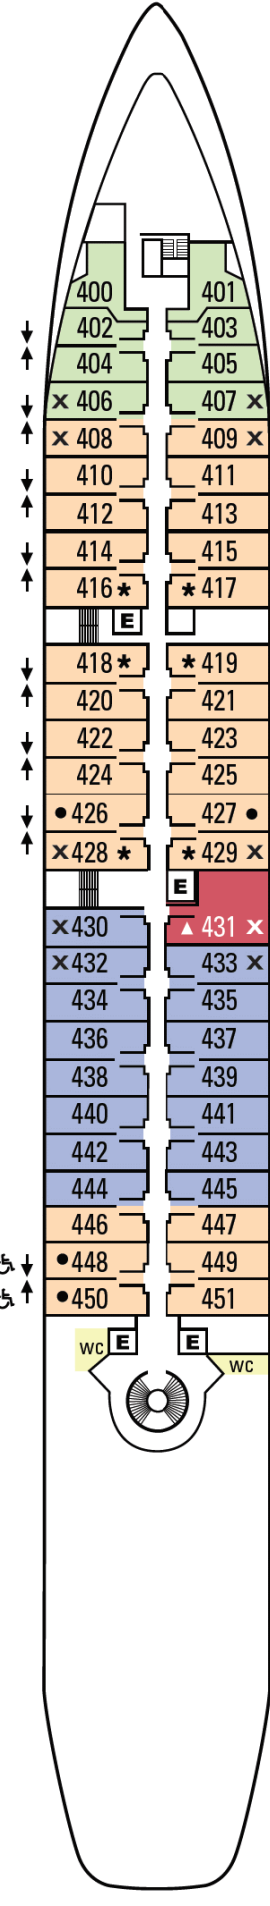 400 401
402 403
404 405
X 406 407 X
X 408 409 X
410 411
412 413
414 415
416 * * 417
E
418 * * 419
420 421
422 423
424 425
● 426 427 ●
X 428 * * 429 X
E
X 430 ▲ 431 X
X 432 433 X
434 435
436 437
438 439
440 441
442 443
444 445
446 447
● 448 449
● 450 451
WC E E WC